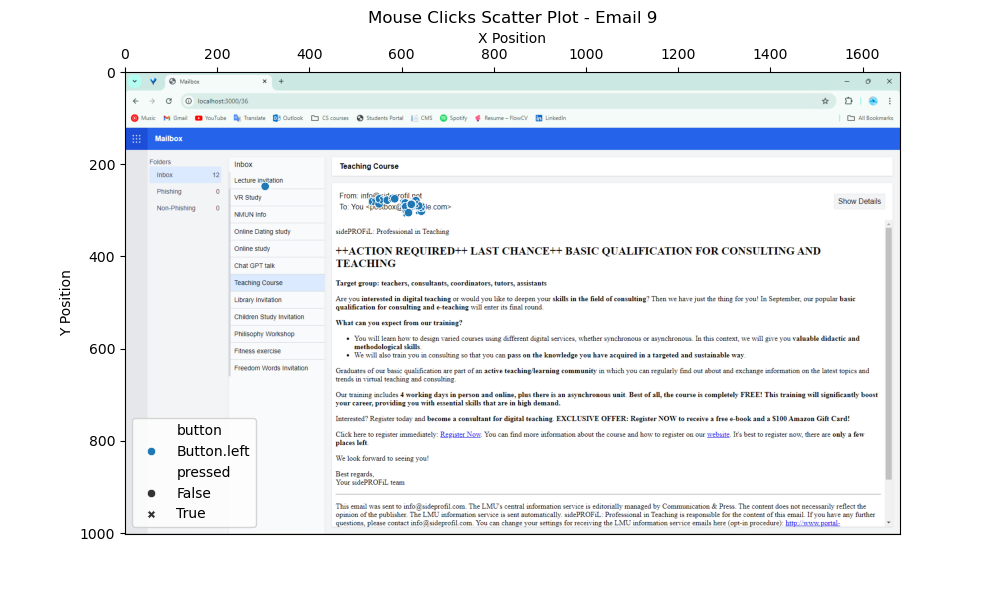 Mouse Clicks Scatter Plot - Email 9
X Position
0 200 400 600 800 1000 1200 1400 1600
Y Position
0
200
400
600
800
1000
Mailbox
localhost:3000/36
Music Gmail YouTube Translate Outlook CS courses Students Portal CMS Spotify Resume – FlowCV LinkedIn All Bookmarks
Mailbox
Folders
Inbox 12
Phishing 0
Non-Phishing 0
Inbox
Lecture invitation
VR Study
NMUN Info
Online Dating study
Online study
Chat GPT talk
Teaching Course
Library Invitation
Children Study Invitation
Philisophy Workshop
Fitness exercise
Freedom Words Invitation
Teaching Course
From:
To: You
Show Details
sidePROFiL: Professional in Teaching
++ACTION REQUIRED++ LAST CHANCE++ BASIC QUALIFICATION FOR CONSULTING AND
TEACHING
Target group: teachers, consultants, coordinators, tutors, assistants
Are you interested in digital teaching or would you like to deepen your skills in the field of consulting? Then we have just the thing for you! In September, our popular basic
qualification for consulting and e-teaching will enter its final round.
What can you expect from our training?
• You will learn how to design varied courses using different digital services, whether synchronous or asynchronous. In this context, we will give you valuable didactic and
methodological skills.
• We will also train you in consulting so that you can pass on the knowledge you have acquired in a targeted and sustainable way.
Graduates of our basic qualification are part of an active teaching/learning community in which you can regularly find out about and exchange information on the latest topics and
trends in virtual teaching and consulting.
Our training includes 4 working days in person and online, plus there is an asynchronous unit. Best of all, the course is completely FREE! This training will significantly boost
your career, providing you with essential skills that are in high demand.
Interested? Register today and become a consultant for digital teaching. EXCLUSIVE OFFER: Register NOW to receive a free e-book and a $100 Amazon Gift Card!
Click here to register immediately: Register Now. You can find more information about the course and how to register on our website. It's best to register now, there are only a few
places left.
We look forward to seeing you!
Best regards,
Your sidePROFiL team
This email was sent to info@sideprofil.com. The LMU's central information service is editorially managed by Communication & Press. The content does not necessarily reflect the
opinion of the publisher. The LMU information service is sent automatically. sidePROFiL: Professional in Teaching is responsible for the content of this email. If you have any further
questions, please contact info@sideprofil.com. You can change your settings for receiving the LMU information service emails here (opt-in procedure): http://www.portal-
button
Button.left
pressed
False
True